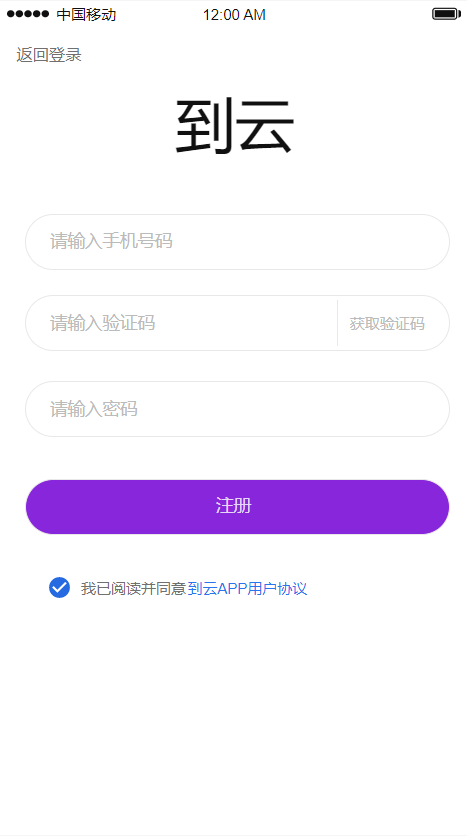 中国移动 12:00 AM
返回登录
到云
请输入手机号码
请输入验证码 获取验证码
请输入密码
注册
我已阅读并同意到云APP用户协议